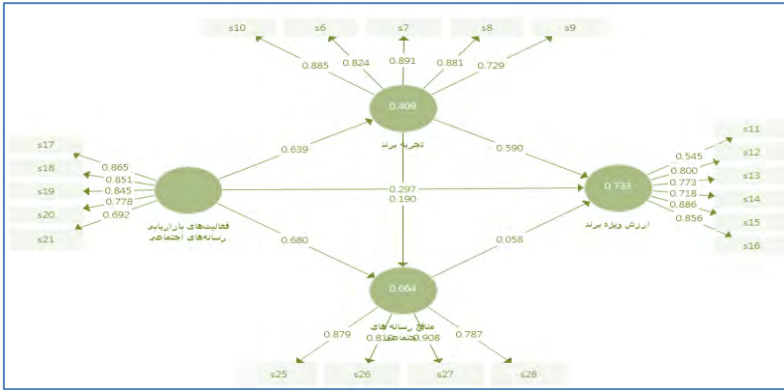 s10 s6 s7 s8 s9
0.885 0.824 0.891 0.881 0.729
0.409
تجربه برند
s17
s18
s19
s20
s21
0.865
0.851
0.845
0.778
0.692
فعالیت‌های بازاریابی
رسانه‌های اجتماعی
0.639
0.590
0.297
0.190
0.680
0.058
0.733
ارزش ویژه برند
0.545
0.800
0.773
0.718
0.886
0.856
s11
s12
s13
s14
s15
s16
0.664
رسانه های
اجتماعی
0.879 0.908 0.787
s25 s26 s27 s28